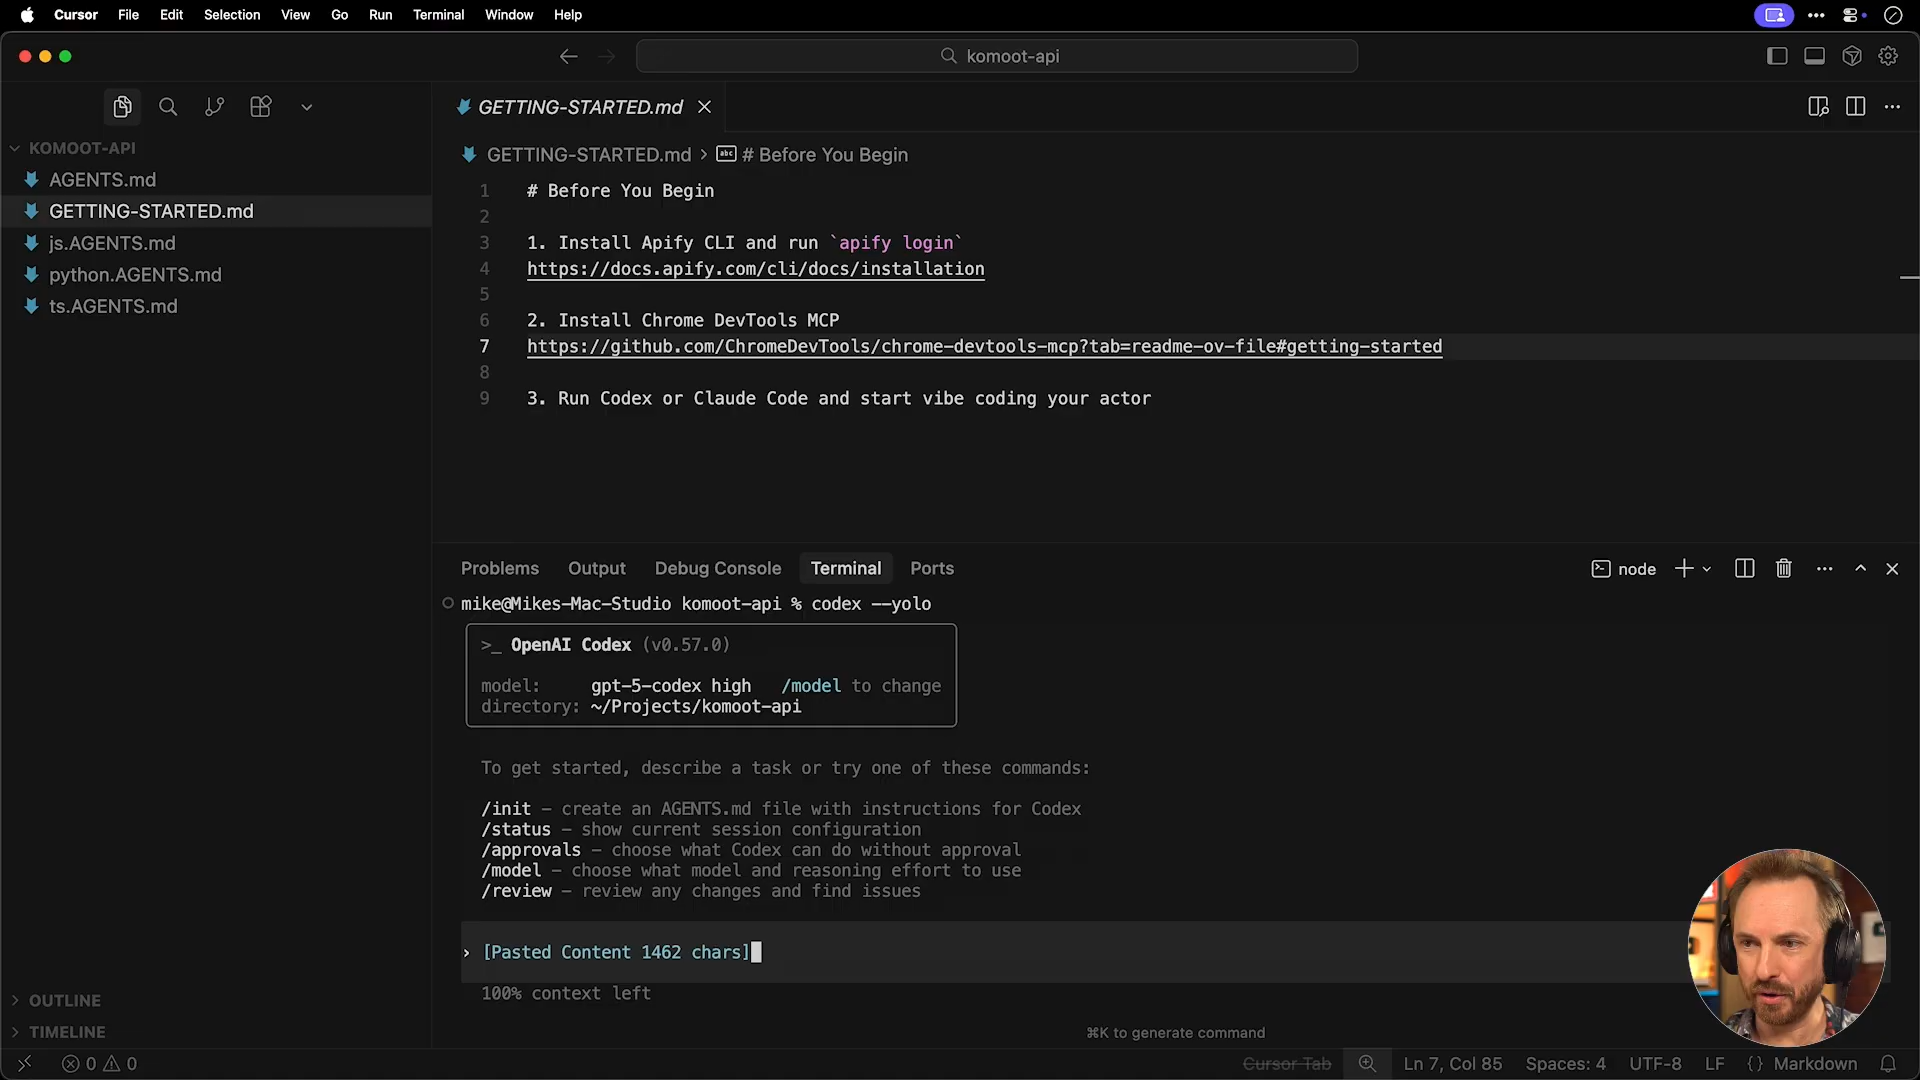 Cursor File Edit Selection View Go Run Terminal Window Help
komoot-api
GETTING-STARTED.md
KOMOOT-API
AGENTS.md
GETTING-STARTED.md
js.AGENTS.md
python.AGENTS.md
ts.AGENTS.md
GETTING-STARTED.md > abc # Before You Begin
1 # Before You Begin
2
3 1. Install Apify CLI and run `apify login`
4 https://docs.apify.com/cli/docs/installation
5
6 2. Install Chrome DevTools MCP
7 https://github.com/ChromeDevTools/chrome-devtools-mcp?tab=readme-ov-file#getting-started
8
9 3. Run Codex or Claude Code and start vibe coding your actor
Problems Output Debug Console Terminal Ports
node
mike@Mikes-Mac-Studio komoot-api % codex --yolo
>_ OpenAI Codex (v0.57.0)
model: gpt-5-codex high /model to change
directory: ~/Projects/komoot-api
To get started, describe a task or try one of these commands:
/init – create an AGENTS.md file with instructions for Codex
/status – show current session configuration
/approvals – choose what Codex can do without approval
/model – choose what model and reasoning effort to use
/review – review any changes and find issues
› [Pasted Content 1462 chars]
100% context left
⌘K to generate command
OUTLINE
TIMELINE
0 0
Cursor Tab Ln 7, Col 85 Spaces: 4 UTF-8 LF {} Markdown